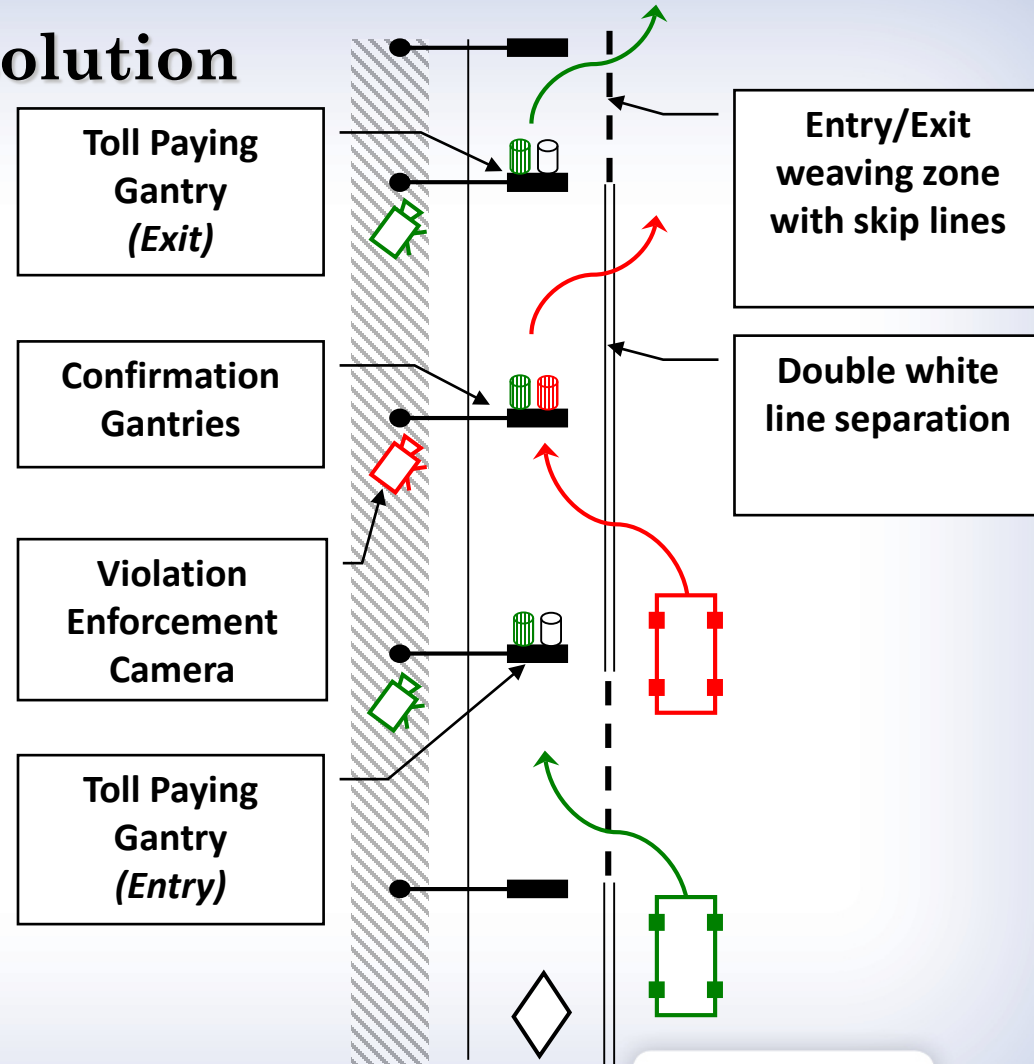 olution
Toll Paying
Gantry
(Exit)
Entry/Exit
weaving zone
with skip lines
Confirmation
Gantries
Double white
line separation
Violation
Enforcement
Camera
Toll Paying
Gantry
(Entry)